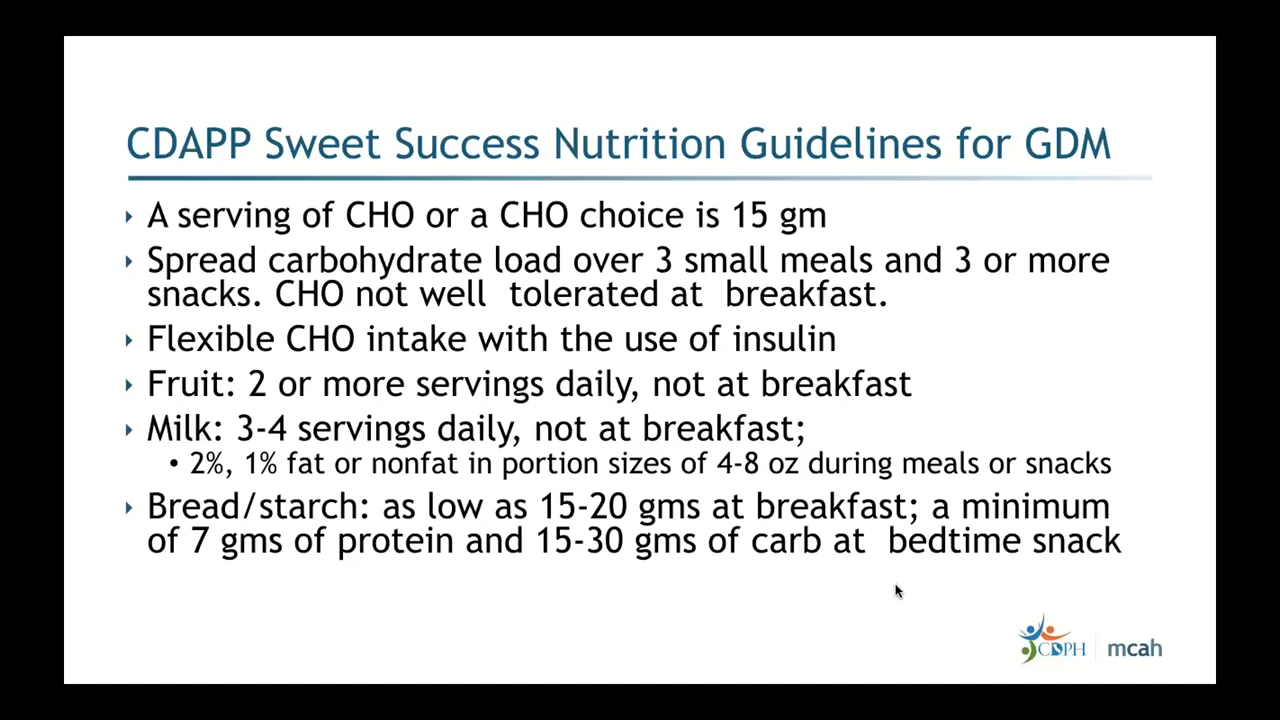 CDAPP Sweet Success Nutrition Guidelines for GDM
A serving of CHO or a CHO choice is 15 gm
Spread carbohydrate load over 3 small meals and 3 or more
snacks. CHO not well  tolerated at  breakfast.
Flexible CHO intake with the use of insulin
Fruit: 2 or more servings daily, not at breakfast
Milk: 3-4 servings daily, not at breakfast;
• 2%, 1% fat or nonfat in portion sizes of 4-8 oz during meals or snacks
Bread/starch: as low as 15-20 gms at breakfast; a minimum
of 7 gms of protein and 15-30 gms of carb at  bedtime snack
CDPH mcah